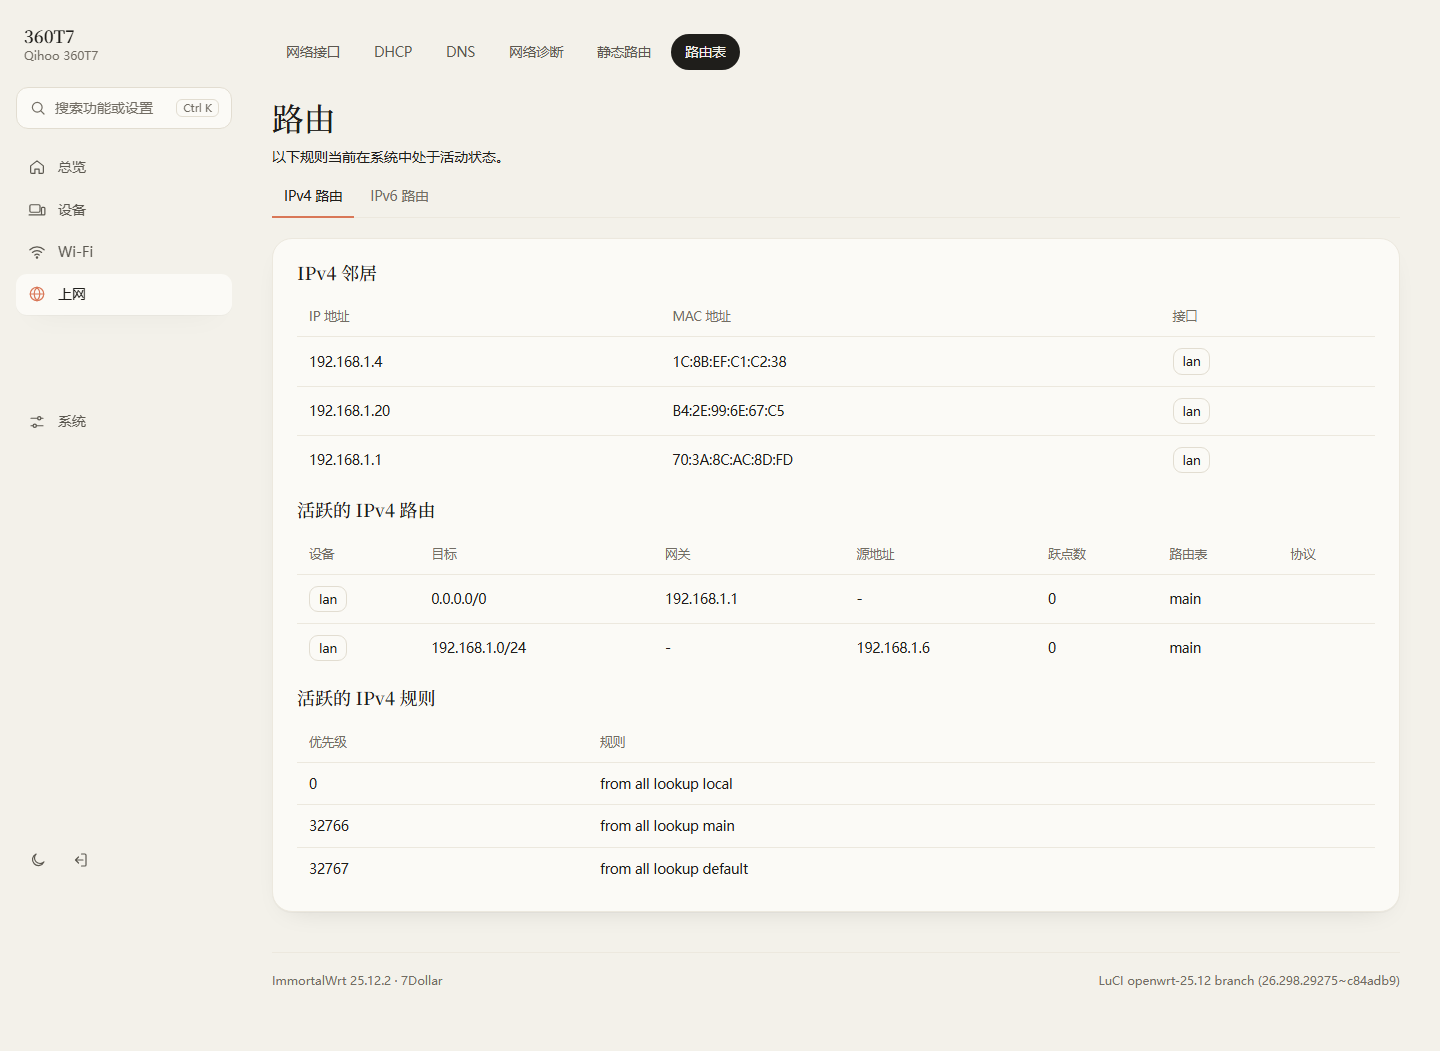 360T7
Qihoo 360T7
搜索功能或设置 Ctrl K
总览
设备
Wi-Fi
上网
系统
网络接口 DHCP DNS 网络诊断 静态路由 路由表
路由
以下规则当前在系统中处于活动状态。
IPv4 路由 IPv6 路由
IPv4 邻居
IP 地址 MAC 地址 接口
192.168.1.4 1C:8B:EF:C1:C2:38 lan
192.168.1.20 B4:2E:99:6E:67:C5 lan
192.168.1.1 70:3A:8C:AC:8D:FD lan
活跃的 IPv4 路由
设备 目标 网关 源地址 跃点数 路由表 协议
lan 0.0.0.0/0 192.168.1.1 - 0 main
lan 192.168.1.0/24 - 192.168.1.6 0 main
活跃的 IPv4 规则
优先级 规则
0 from all lookup local
32766 from all lookup main
32767 from all lookup default
ImmortalWrt 25.12.2 · 7Dollar
LuCI openwrt-25.12 branch (26.298.29275~c84adb9)